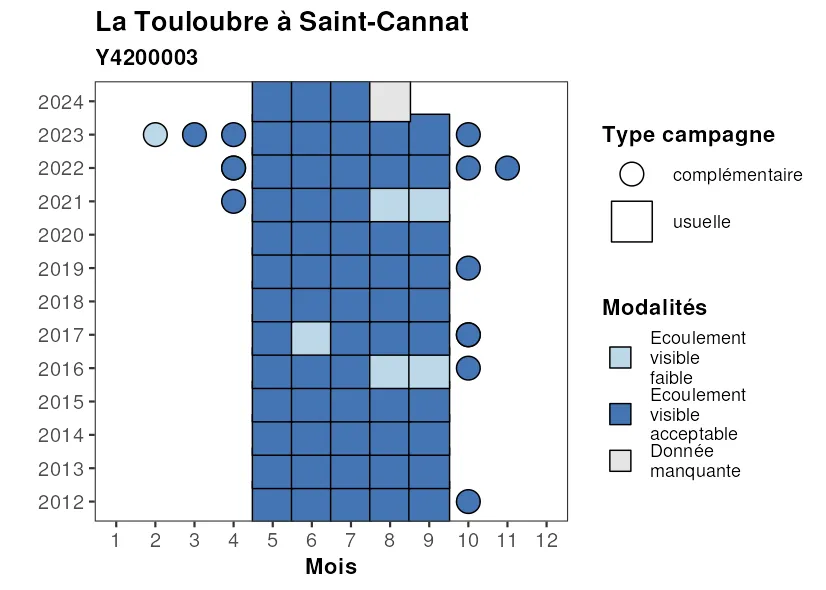 La Touloubre à Saint-Cannat
Y4200003
2024
2023
2022
2021
2020
2019
2018
2017
2016
2015
2014
2013
2012
1 2 3 4 5 6 7 8 9 10 11 12
Mois
Type campagne
complémentaire
usuelle
Modalités
Ecoulement
visible
faible
Ecoulement
visible
acceptable
Donnée
manquante